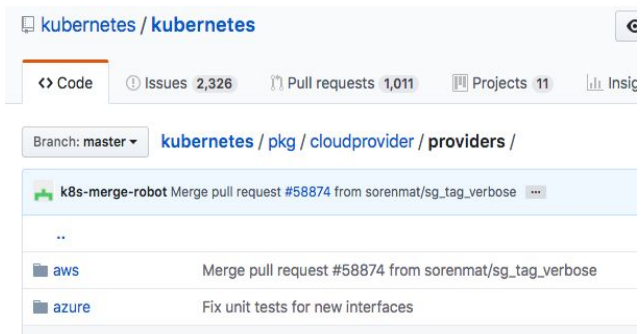 kubernetes / kubernetes
Code Issues 2,326 Pull requests 1,011 Projects 11
Branch: master kubernetes / pkg / cloudprovider / providers /
k8s-merge-robot Merge pull request #58874 from sorenmat/sg_tag_verbose ...
..
aws Merge pull request #58874 from sorenmat/sg_tag_verbose
azure Fix unit tests for new interfaces